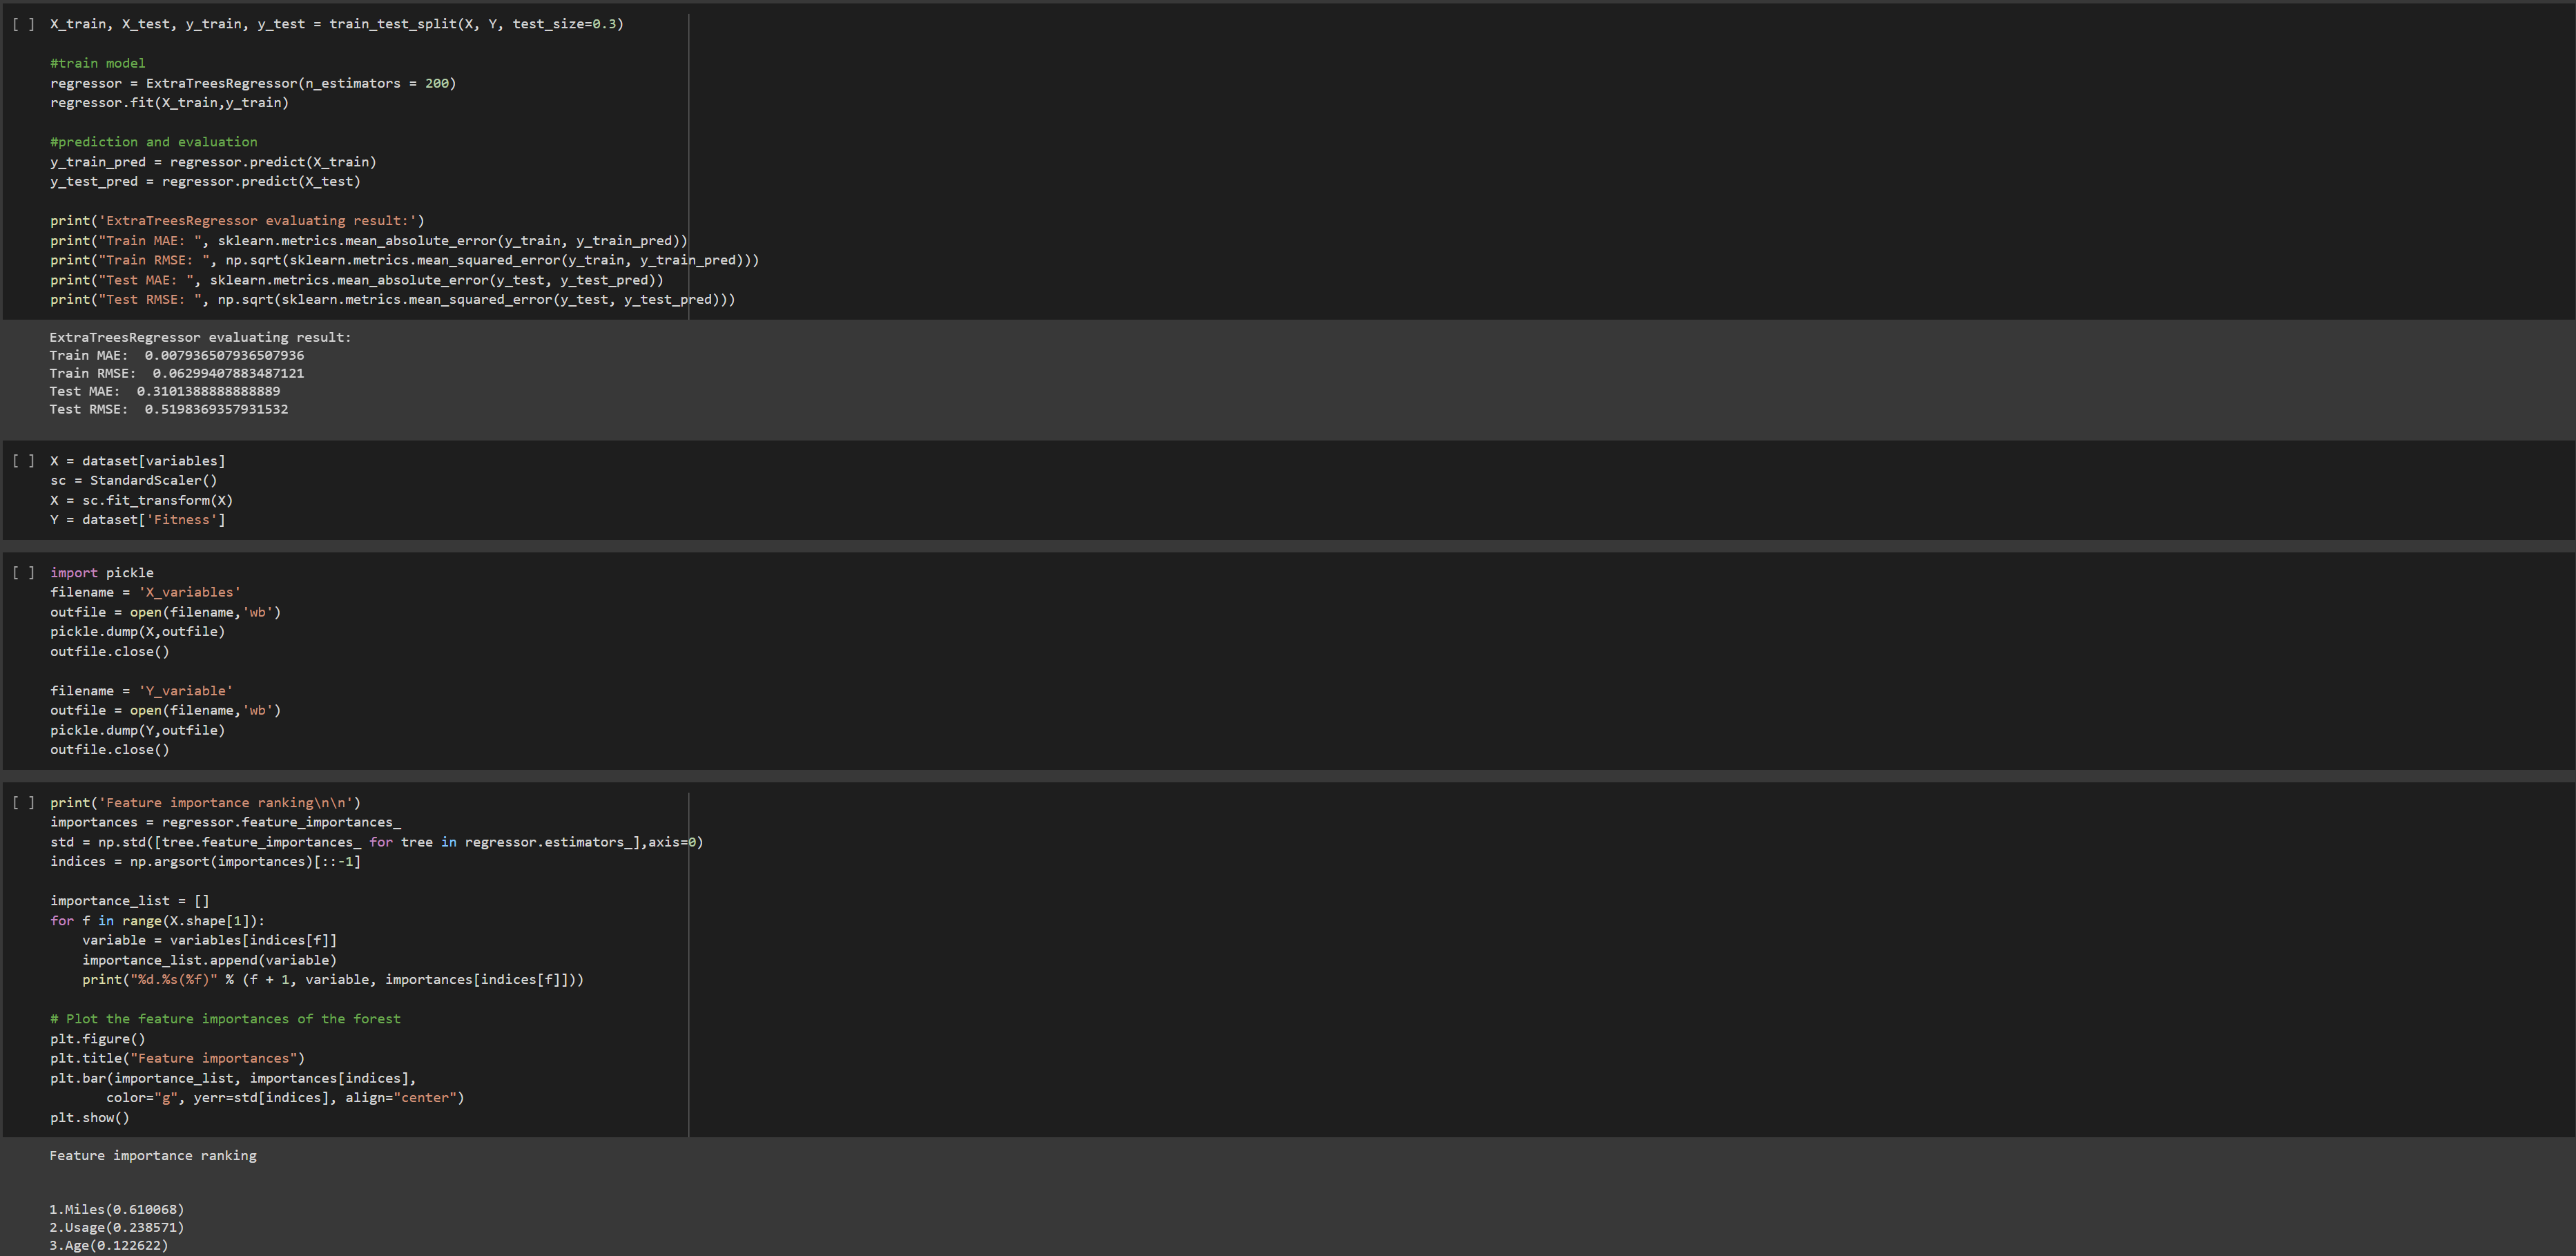 [ ] X_train, X_test, y_train, y_test = train_test_split(X, Y, test_size=0.3)
#train model
regressor = ExtraTreesRegressor(n_estimators = 200)
regressor.fit(X_train,y_train)
#prediction and evaluation
y_train_pred = regressor.predict(X_train)
y_test_pred = regressor.predict(X_test)
print('ExtraTreesRegressor evaluating result:')
print("Train MAE: ", sklearn.metrics.mean_absolute_error(y_train, y_train_pred))
print("Train RMSE: ", np.sqrt(sklearn.metrics.mean_squared_error(y_train, y_train_pred)))
print("Test MAE: ", sklearn.metrics.mean_absolute_error(y_test, y_test_pred))
print("Test RMSE: ", np.sqrt(sklearn.metrics.mean_squared_error(y_test, y_test_pred)))
ExtraTreesRegressor evaluating result:
Train MAE:  0.007936507936507936
Train RMSE:  0.06299407883487121
Test MAE:  0.3101388888888889
Test RMSE:  0.5198369357931532
[ ] X = dataset[variables]
sc = StandardScaler()
X = sc.fit_transform(X)
Y = dataset['Fitness']
[ ] import pickle
filename = 'X_variables'
outfile = open(filename,'wb')
pickle.dump(X,outfile)
outfile.close()
filename = 'Y_variable'
outfile = open(filename,'wb')
pickle.dump(Y,outfile)
outfile.close()
[ ] print('Feature importance ranking\n\n')
importances = regressor.feature_importances_
std = np.std([tree.feature_importances_ for tree in regressor.estimators_],axis=0)
indices = np.argsort(importances)[::-1]
importance_list = []
for f in range(X.shape[1]):
    variable = variables[indices[f]]
    importance_list.append(variable)
    print("%d.%s(%f)" % (f + 1, variable, importances[indices[f]]))
# Plot the feature importances of the forest
plt.figure()
plt.title("Feature importances")
plt.bar(importance_list, importances[indices],
       color="g", yerr=std[indices], align="center")
plt.show()
Feature importance ranking
1.Miles(0.610068)
2.Usage(0.238571)
3.Age(0.122622)